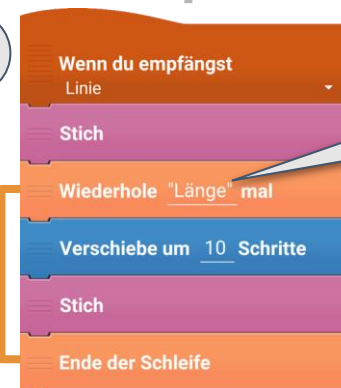 Wenn du empfängst
Linie
Stich
Wiederhole "Länge" mal
Verschiebe um 10 Schritte
Stich
Ende der Schleife